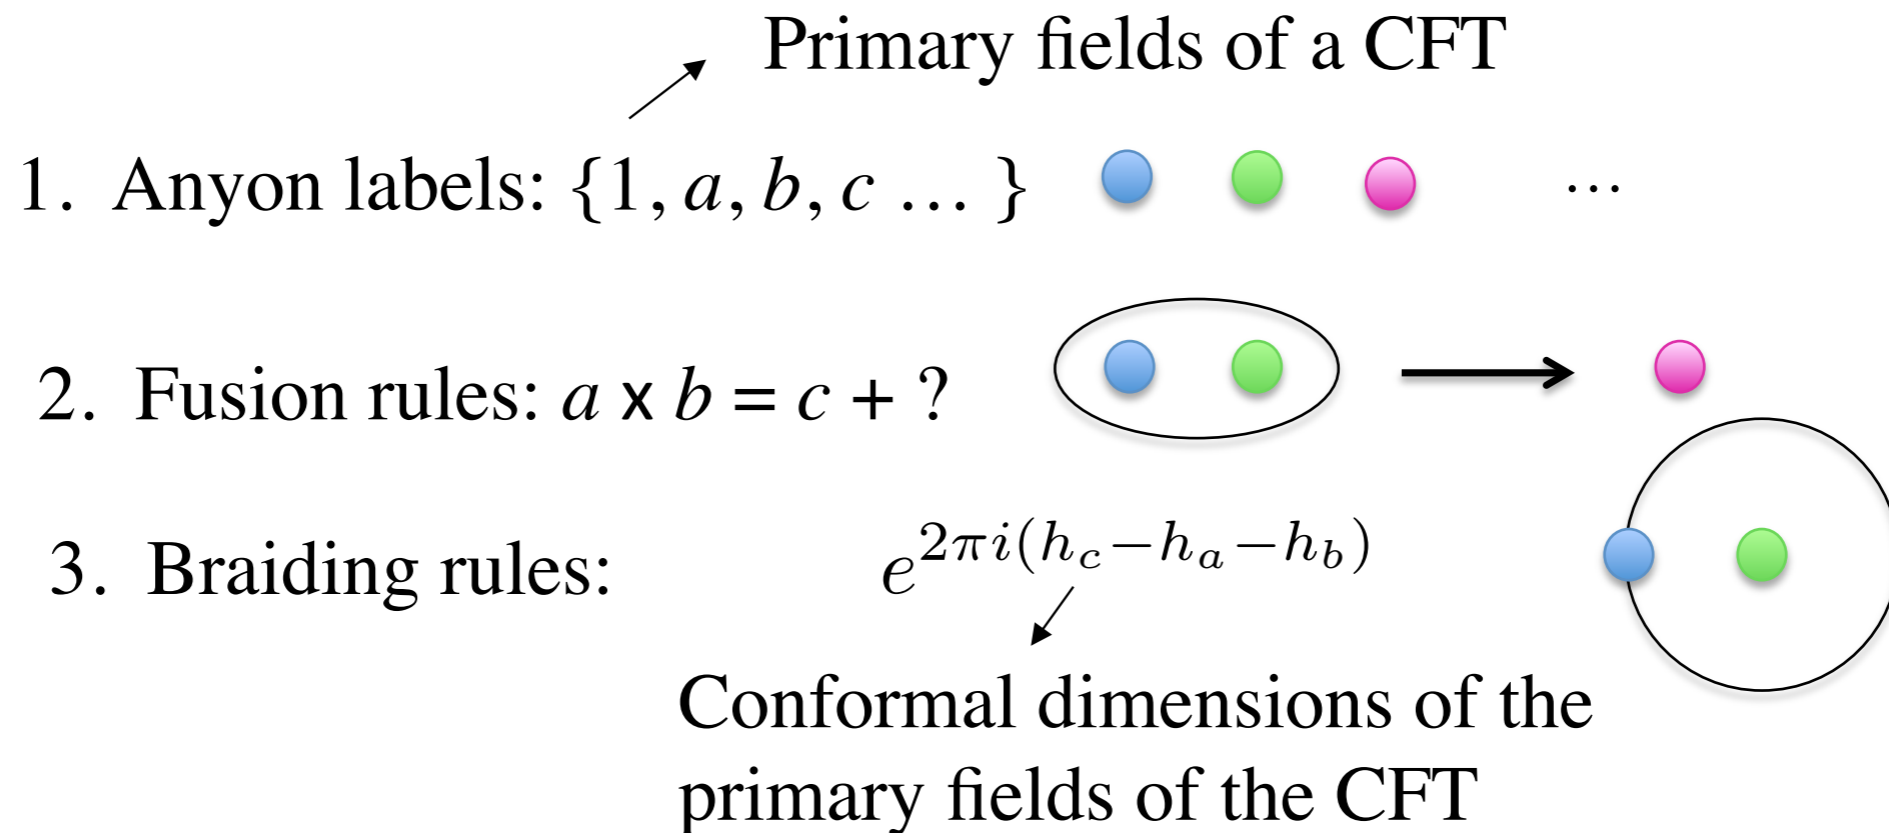 Primary fields of a CFT
1. Anyon labels: {1, a, b, c … } …
2. Fusion rules: a x b = c + ?
3. Braiding rules: e^{2πi(h_c−h_a−h_b)}
Conformal dimensions of the
primary fields of the CFT